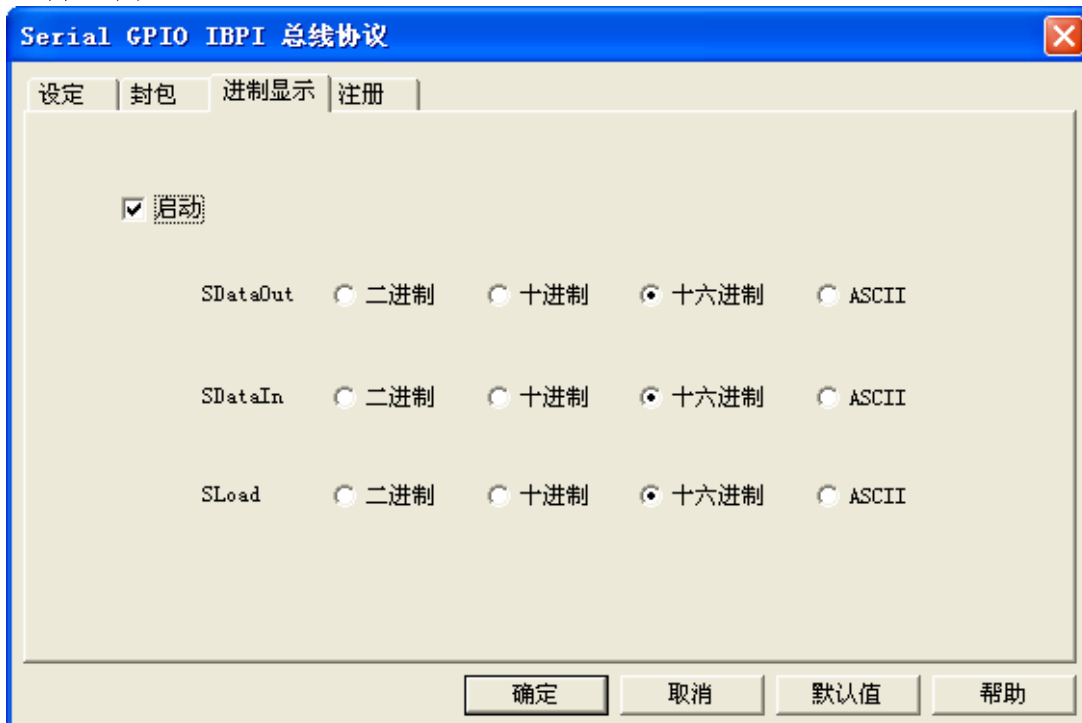 Serial GPIO IBPI 总线协议
设定 封包 进制显示 注册
启动
SDataOut 二进制 十进制 十六进制 ASCII
SDataIn 二进制 十进制 十六进制 ASCII
SLoad 二进制 十进制 十六进制 ASCII
确定 取消 默认值 帮助